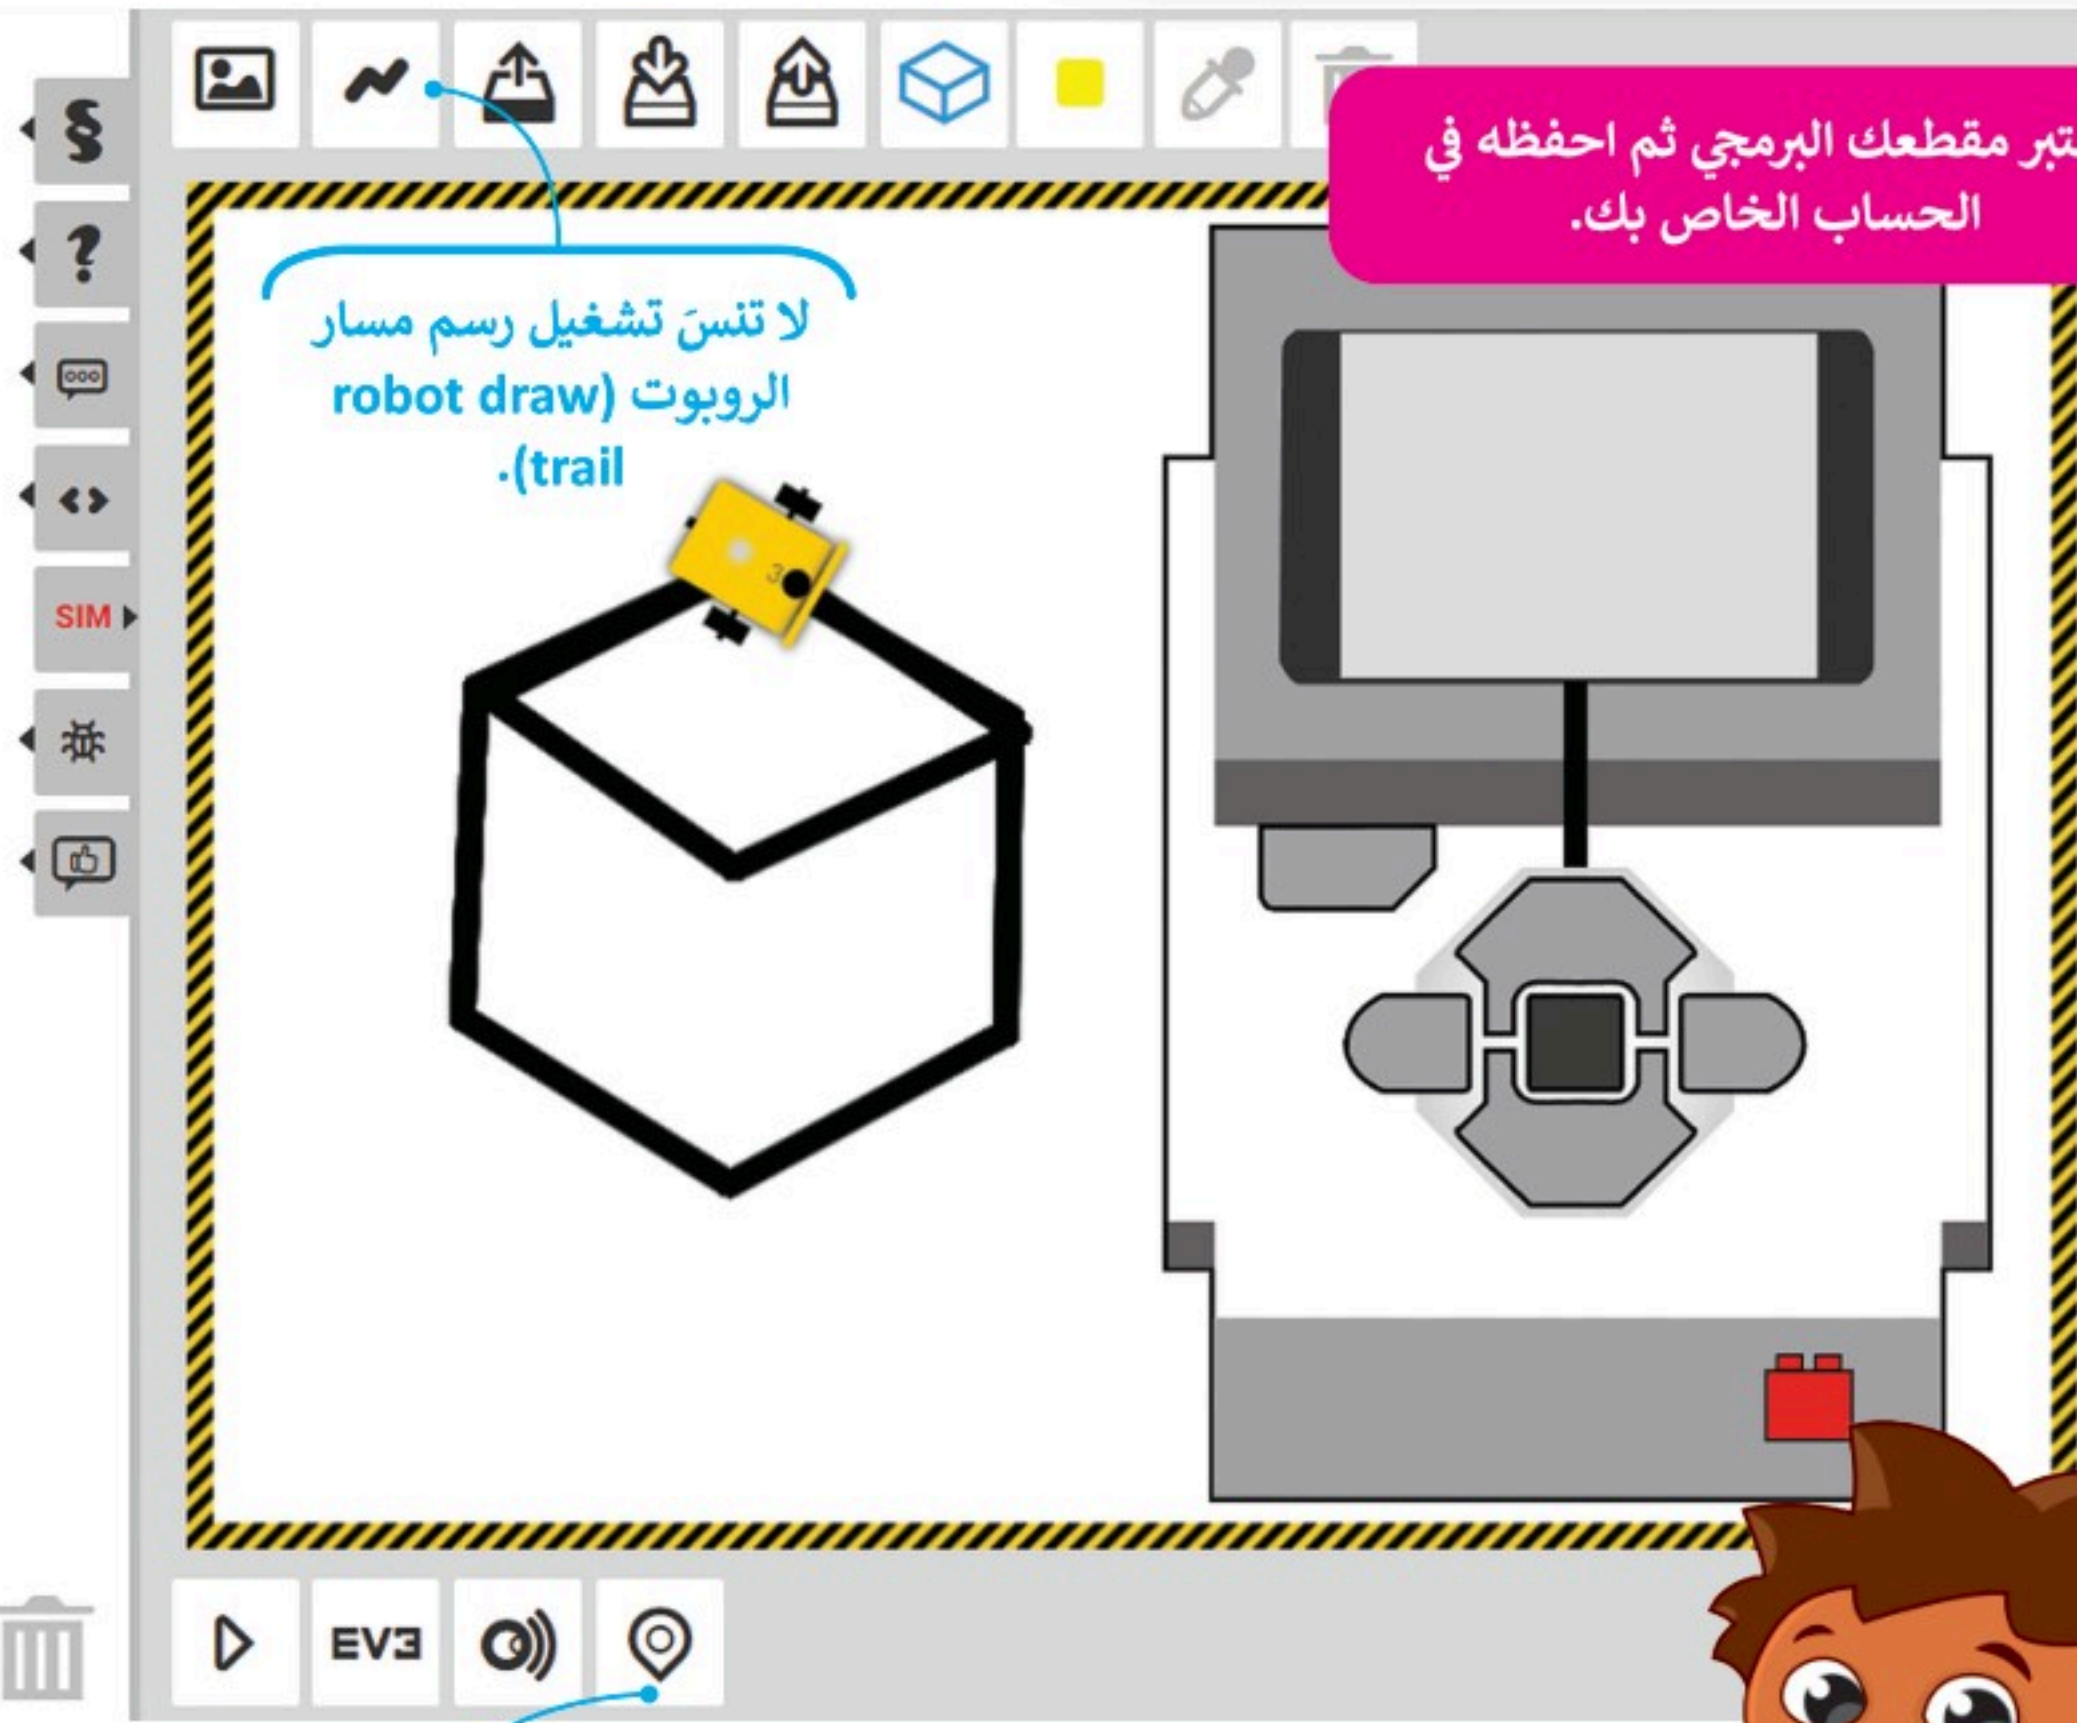 مقطعك البرمجي ثم احفظه في
الحساب الخاص بك.
لا تنسَ تشغيل رسم مسار
الروبوت (robot draw
trail).
SIM
3
EV3